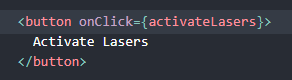 <button onClick={activateLasers}>
  Activate Lasers
</button>